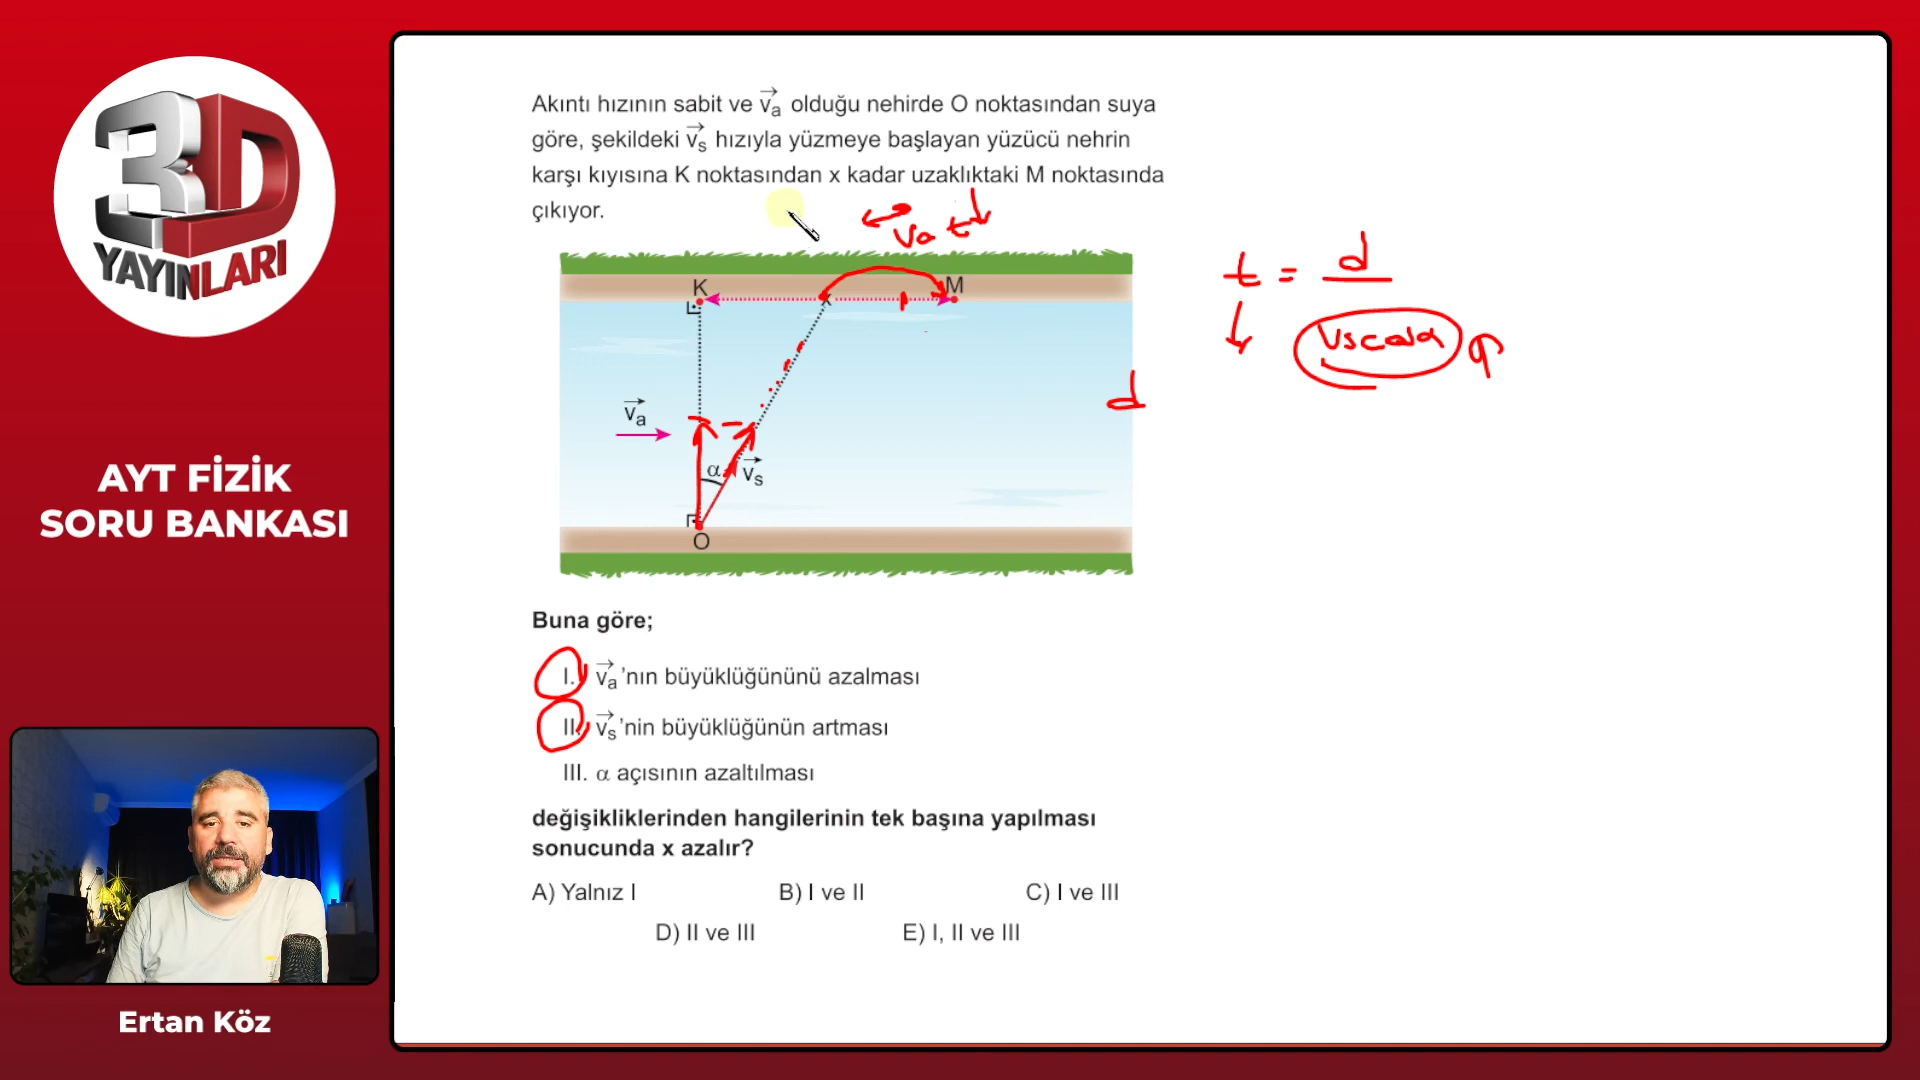 3D
YAYINLARI
AYT FİZİK
SORU BANKASI
Ertan Köz
Akıntı hızının sabit ve v⃗a olduğu nehirde O noktasından suya
göre, şekildeki v⃗s hızıyla yüzmeye başlayan yüzücü nehrin
karşı kıyısına K noktasından x kadar uzaklıktaki M noktasında
çıkıyor.
va t
K
x
M
v⃗a
α
v⃗s
O
d
t = d
vscosα
Buna göre;
I. v⃗a'nın büyüklüğününü azalması
II. v⃗s'nin büyüklüğünün artması
III. α açısının azaltılması
değişikliklerinden hangilerinin tek başına yapılması
sonucunda x azalır?
A) Yalnız I B) I ve II C) I ve III
D) II ve III E) I, II ve III